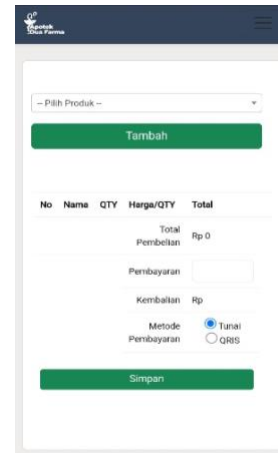 Apotek
Dua Farma
-- Pilih Produk --
Tambah
No Nama QTY Harga/QTY Total
Total Pembelian Rp 0
Pembayaran
Kembalian Rp
Metode Pembayaran Tunai
QRIS
Simpan